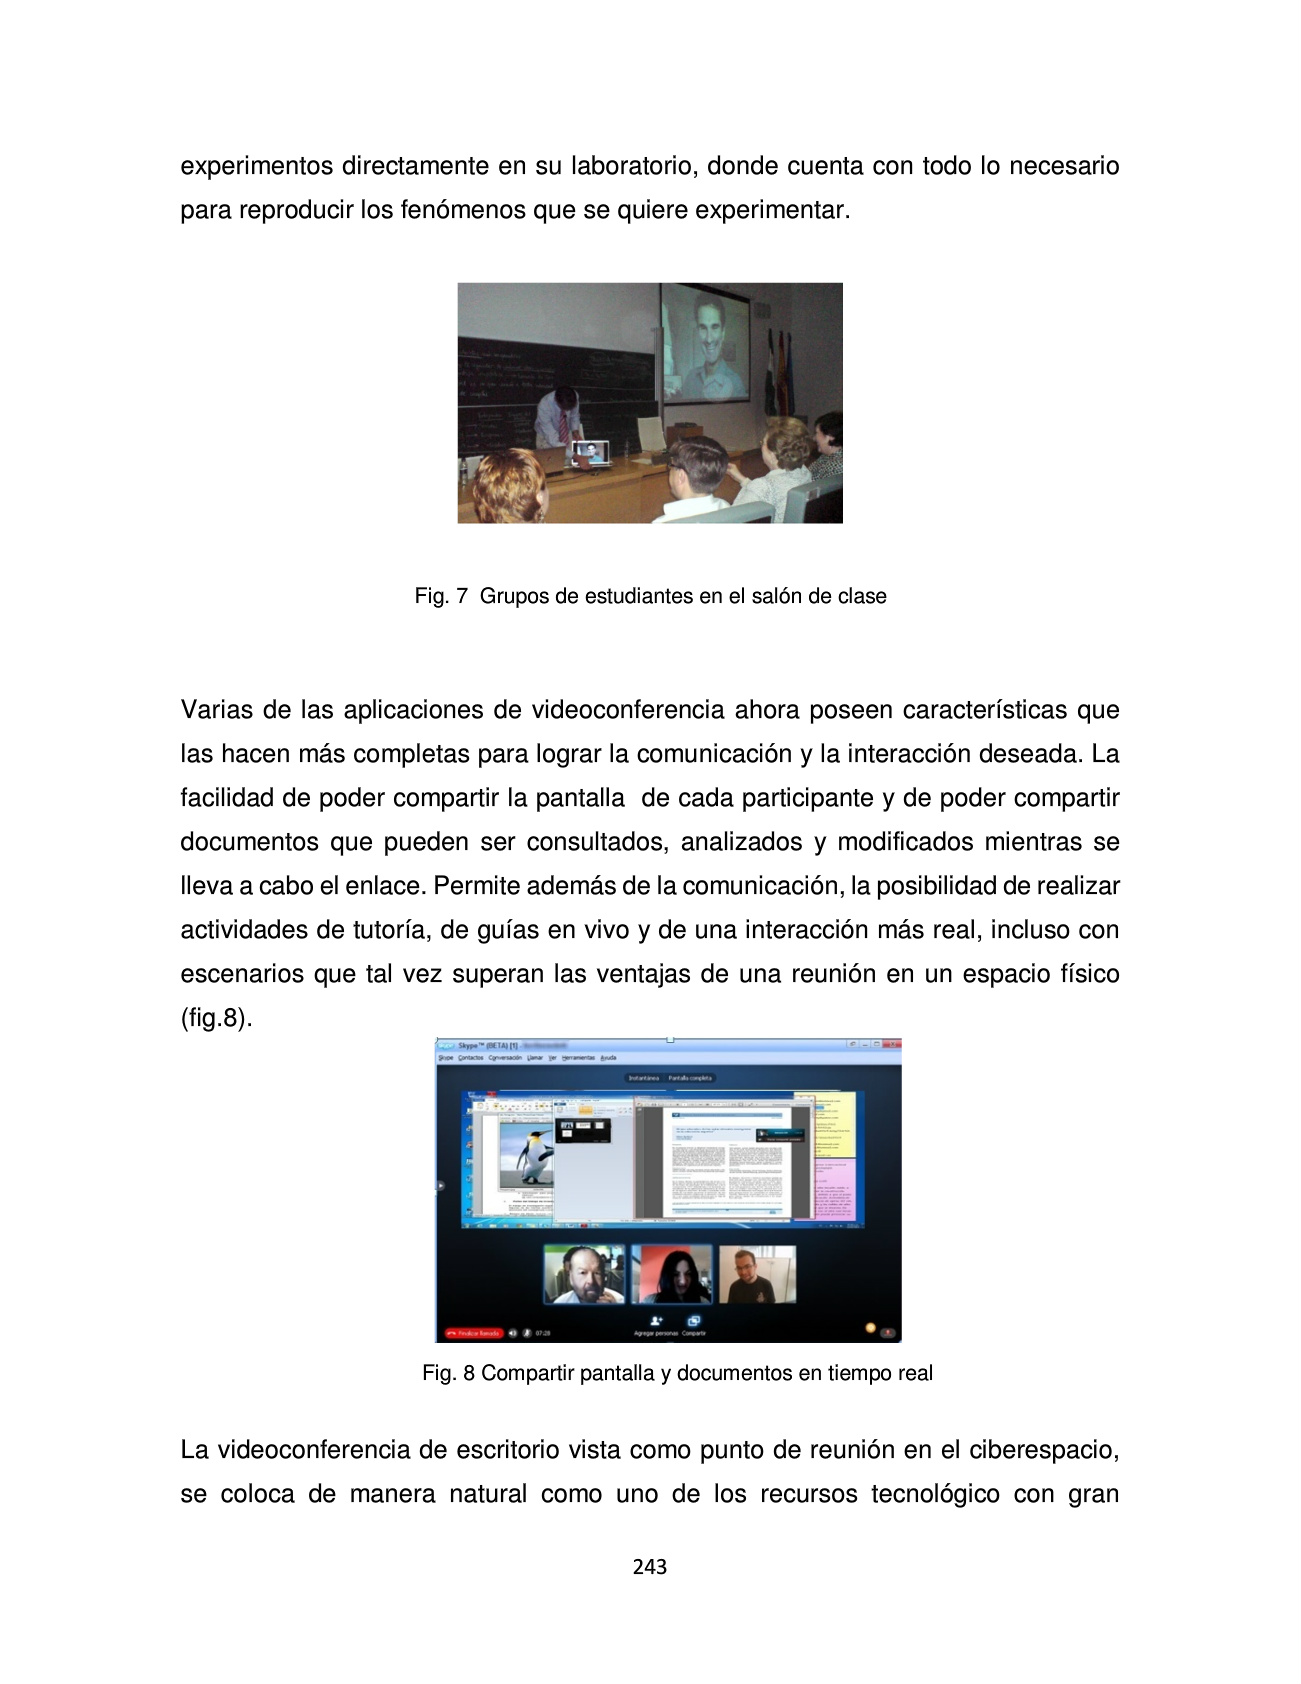 experimentos directamente en su laboratorio, donde cuenta con todo lo necesario
para reproducir los fenómenos que se quiere experimentar.
Fig. 7  Grupos de estudiantes en el salón de clase
Varias de las aplicaciones de videoconferencia ahora poseen características que
las hacen más completas para lograr la comunicación y la interacción deseada. La
facilidad de poder compartir la pantalla  de cada participante y de poder compartir
documentos que pueden ser consultados, analizados y modificados mientras se
lleva a cabo el enlace. Permite además de la comunicación, la posibilidad de realizar
actividades de tutoría, de guías en vivo y de una interacción más real, incluso con
escenarios que tal vez superan las ventajas de una reunión en un espacio físico
(fig.8).
Skype™ (BETA) [1] -
Skype Contactos Conversación Llamar Ver Herramientas Ayuda
Instantánea Pantalla completa
Finalizar llamada 07:28 Agregar personas Compartir
Fig. 8 Compartir pantalla y documentos en tiempo real
La videoconferencia de escritorio vista como punto de reunión en el ciberespacio,
se coloca de manera natural como uno de los recursos tecnológico con gran
243